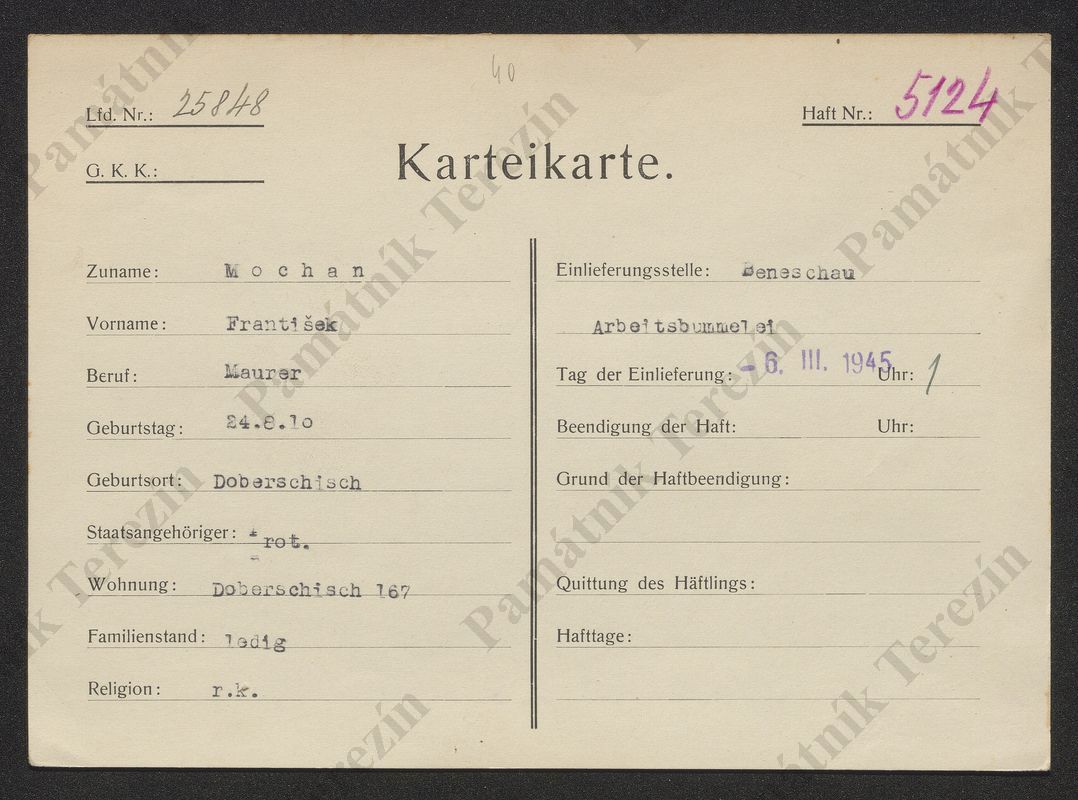 40
Lfd. Nr.: 25848
Haft Nr.: 5124
G. K. K.:
Karteikarte.
Zuname: Mochan
Vorname: František
Beruf: Maurer
Geburtstag: 24.8.10
Geburtsort: Doberschisch
Staatsangehöriger: Prot.
Wohnung: Doberschisch 167
Familienstand: ledig
Religion: r.k.
Einlieferungsstelle: Beneschau
Arbeitsbummelei
Tag der Einlieferung: -6. III. 1945 Uhr: 1
Beendigung der Haft: Uhr:
Grund der Haftbeendigung:
Quittung des Häftlings:
Hafttage:
Památník Terezín